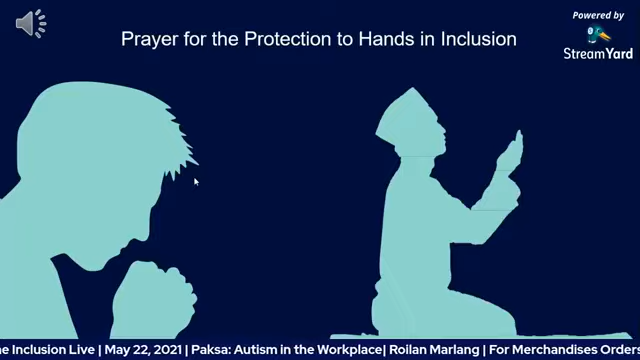 Powered by
StreamYard
Prayer for the Protection to Hands in Inclusion
Inclusion Live | May 22, 2021 | Paksa: Autism in the Workplace| Roilan Marlang | For Merchandises Orders